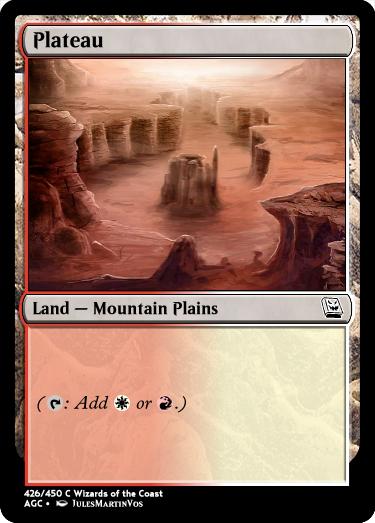 Plateau
Land — Mountain Plains
( : Add or .)
426/450 C Wizards of the Coast
AGC • JulesMartinVos